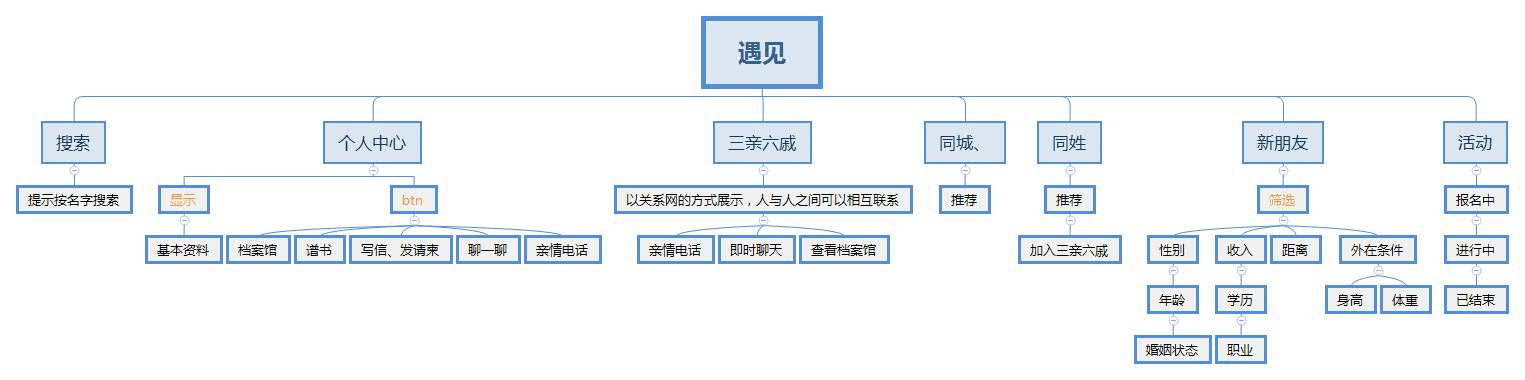 遇见
搜索
个人中心
三亲六戚
同城、
同姓
新朋友
活动
提示按名字搜索
显示
btn
以关系网的方式展示，人与人之间可以相互联系
推荐
推荐
筛选
报名中
基本资料
档案馆
谱书
写信、发请柬
聊一聊
亲情电话
亲情电话
即时聊天
查看档案馆
加入三亲六戚
性别
收入
距离
外在条件
进行中
年龄
学历
身高
体重
已结束
婚姻状态
职业